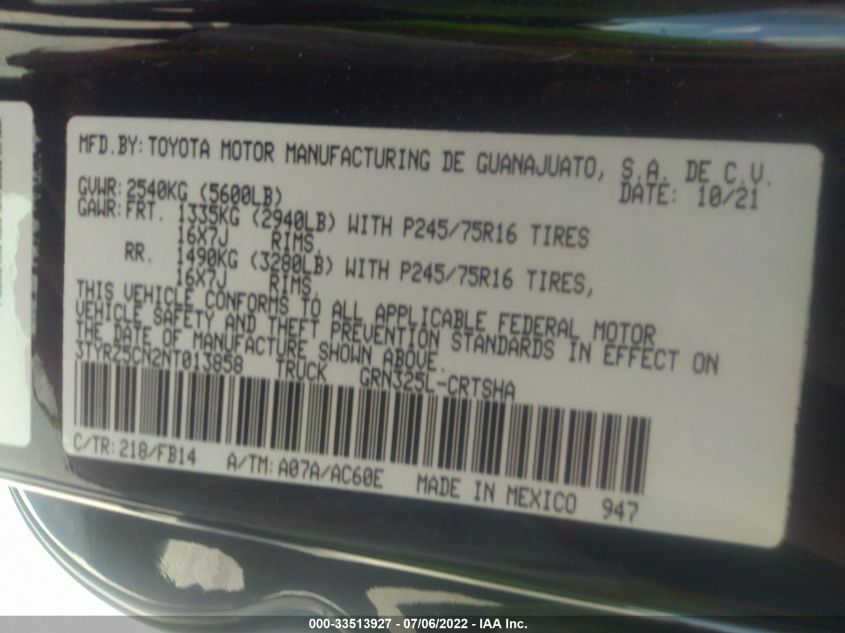 MFD.BY:TOYOTA MOTOR MANUFACTURING DE GUANAJUATO, S.A. DE C.V.
DATE: 10/21
GVWR:2540KG (5600LB)
GAWR:FRT. 1335KG (2940LB) WITH P245/75R16 TIRES
16X7J RIMS,
RR. 1490KG (3280LB) WITH P245/75R16 TIRES,
16X7J RIMS,
THIS VEHICLE CONFORMS TO ALL APPLICABLE FEDERAL MOTOR
VEHICLE SAFETY AND THEFT PREVENTION STANDARDS IN EFFECT ON
THE DATE OF MANUFACTURE SHOWN ABOVE.
3TYRZ5CN2NT013858 TRUCK GRN325L-CRTSHA
C/TR:218/FB14 A/TM:A07A/AC60E MADE IN MEXICO 947
000-33513927 - 07/06/2022 - © IAA Inc.